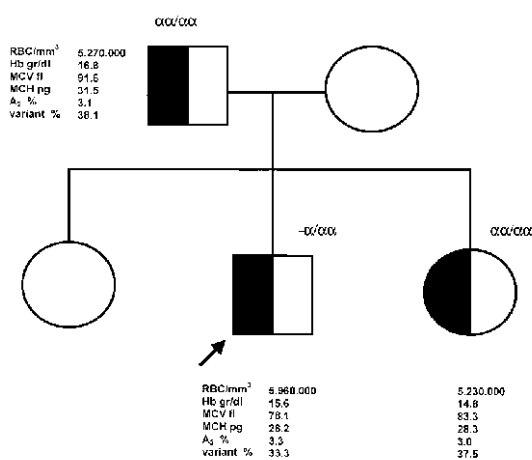 αα/αα
RBC/mm³ 5.270.000
Hb gr/dl 16.8
MCV fl 91.6
MCH pg 31.5
A₂ % 3.1
variant % 38.1
-α/αα
αα/αα
RBC/mm³ 5.960.000 5.230.000
Hb gr/dl 15.6 14.8
MCV fl 78.1 83.3
MCH pg 26.2 28.3
A₂ % 3.3 3.0
variant % 33.3 37.5